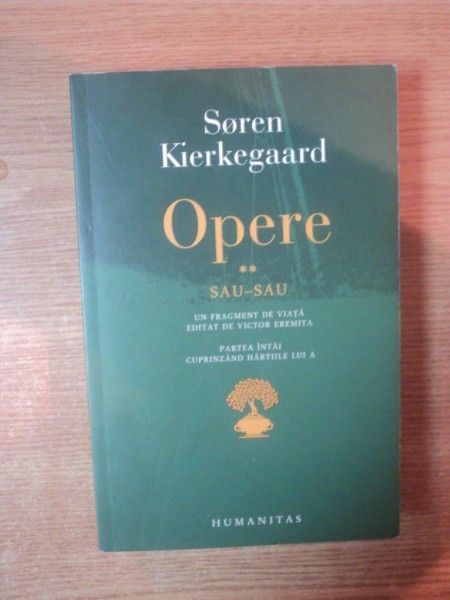 Søren
Kierkegaard
Opere
**
SAU–SAU
UN FRAGMENT DE VIAȚĂ
EDITAT DE VICTOR EREMITA
PARTEA ÎNTÂI
CUPRINZÂND HÂRTIILE LUI A
HUMANITAS